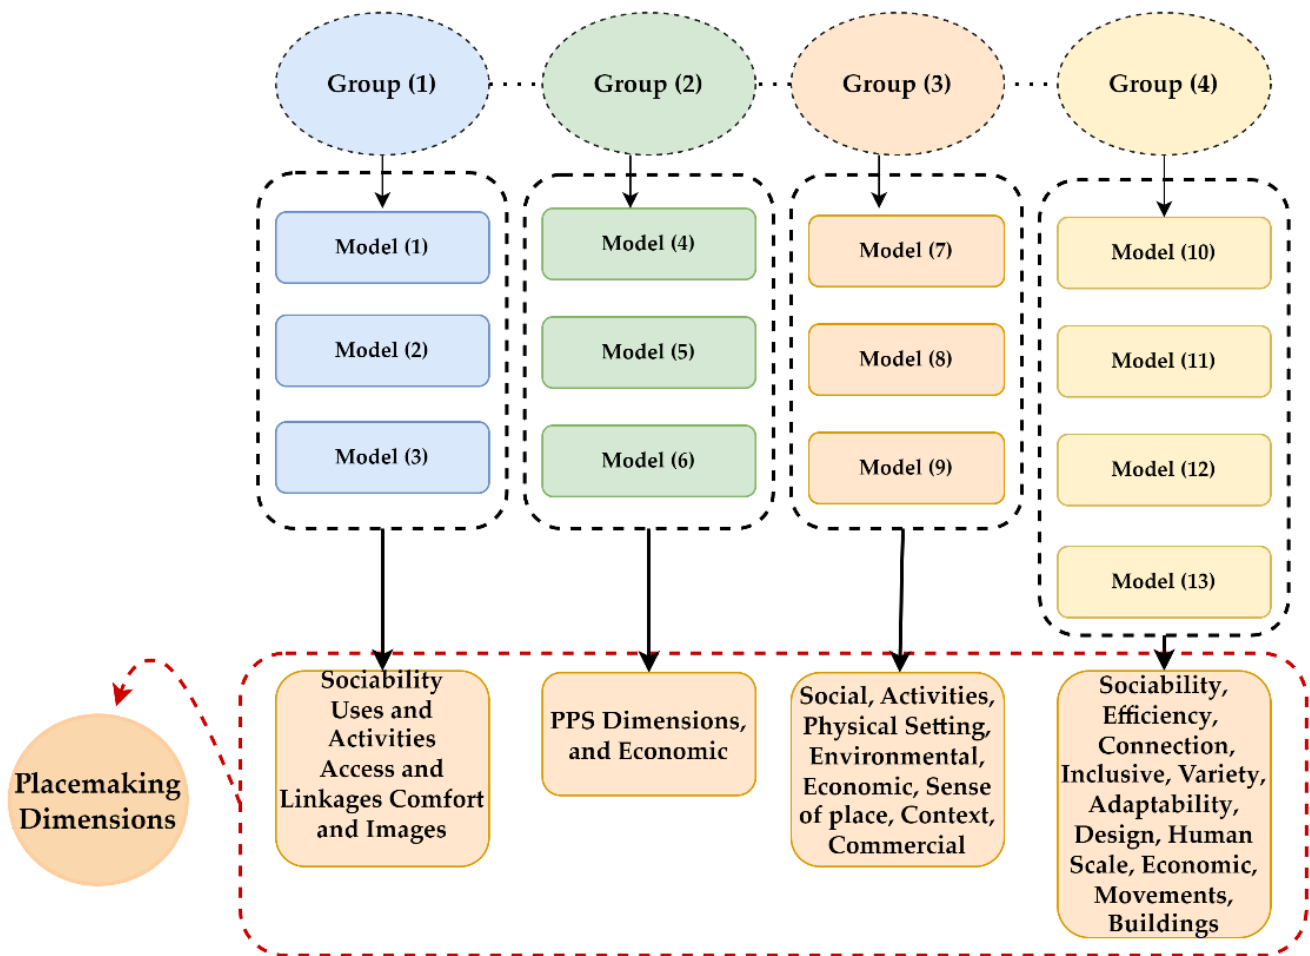 Group (1)
Group (2)
Group (3)
Group (4)
Model (1)
Model (2)
Model (3)
Model (4)
Model (5)
Model (6)
Model (7)
Model (8)
Model (9)
Model (10)
Model (11)
Model (12)
Model (13)
Placemaking
Dimensions
Sociability
Uses and
Activities
Access and
Linkages Comfort
and Images
PPS Dimensions,
and Economic
Social, Activities,
Physical Setting,
Environmental,
Economic, Sense
of place, Context,
Commercial
Sociability,
Efficiency,
Connection,
Inclusive, Variety,
Adaptability,
Design, Human
Scale, Economic,
Movements,
Buildings